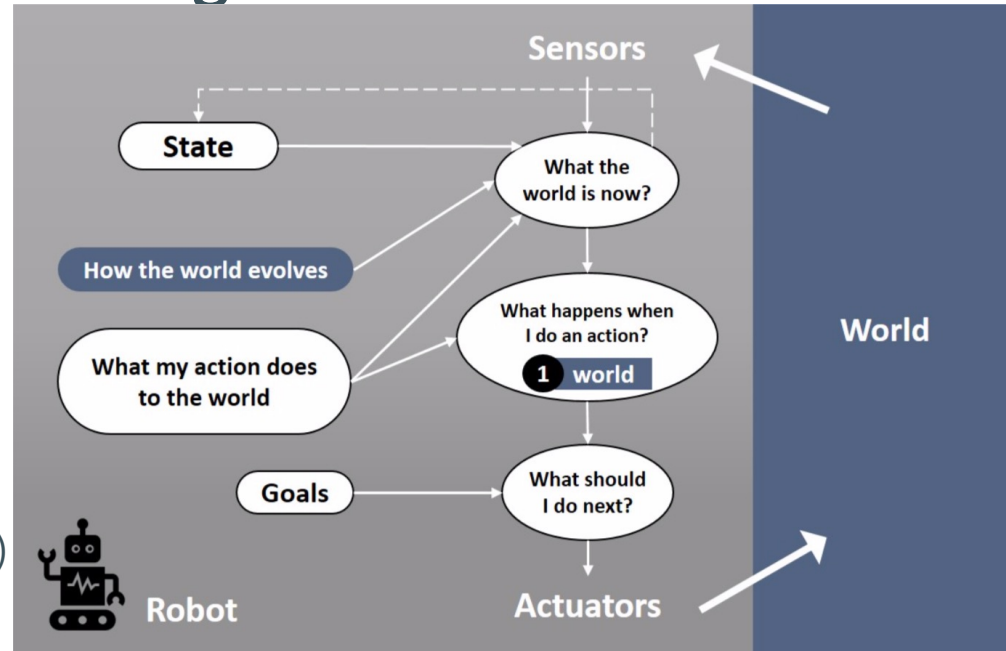 Sensors
State
What the
world is now?
How the world evolves
What happens when
I do an action?
1 world
What my action does
to the world
World
Goals
What should
I do next?
Robot
Actuators